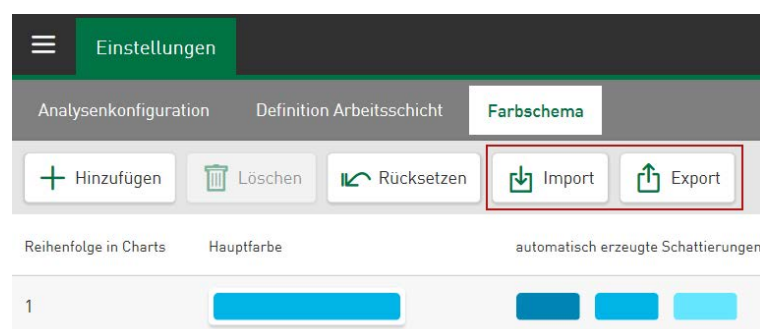 Einstellungen
Analysenkonfiguration Definition Arbeitsschicht Farbschema
Hinzufügen Löschen Rücksetzen Import Export
Reihenfolge in Charts Hauptfarbe automatisch erzeugte Schattierungen
1